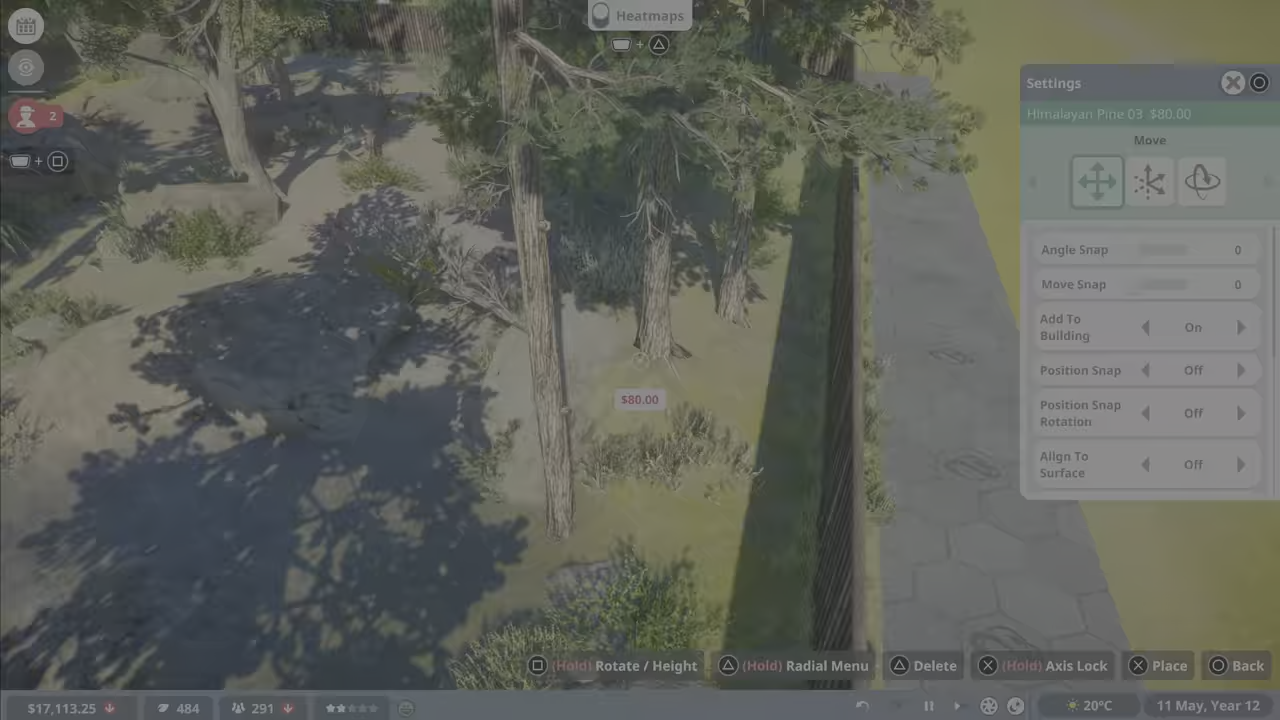 Heatmaps
+
2
+
Settings
Himalayan Pine 03 $80.00
Move
Angle Snap 0
Move Snap 0
Add To
Building
On
Position Snap Off
Position Snap
Rotation
Off
Align To
Surface
Off
$80.00
(Hold) Rotate / Height
(Hold) Radial Menu
Delete
(Hold) Axis Lock
Place
Back
$17,113.25
484
291
20°C
11 May, Year 12